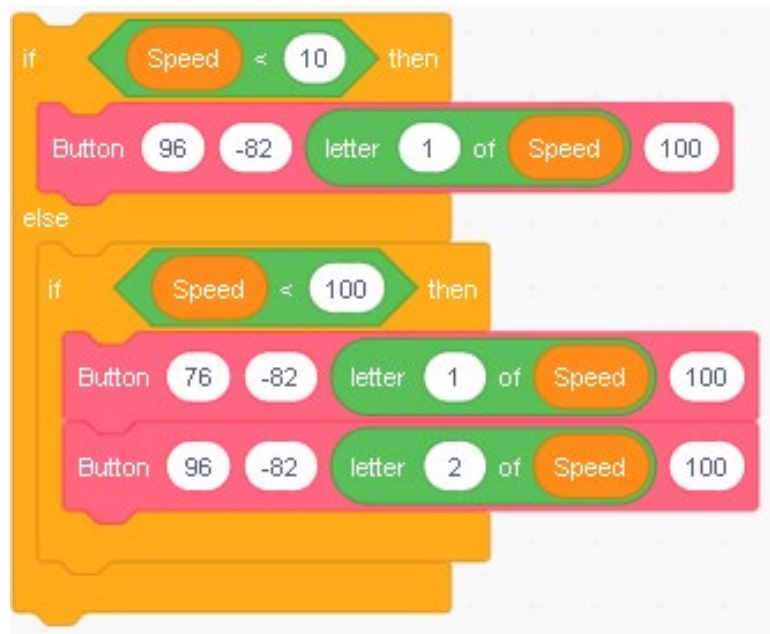 if Speed < 10 then
Button 96 -82 letter 1 of Speed 100
else
if Speed < 100 then
Button 76 -82 letter 1 of Speed 100
Button 96 -82 letter 2 of Speed 100